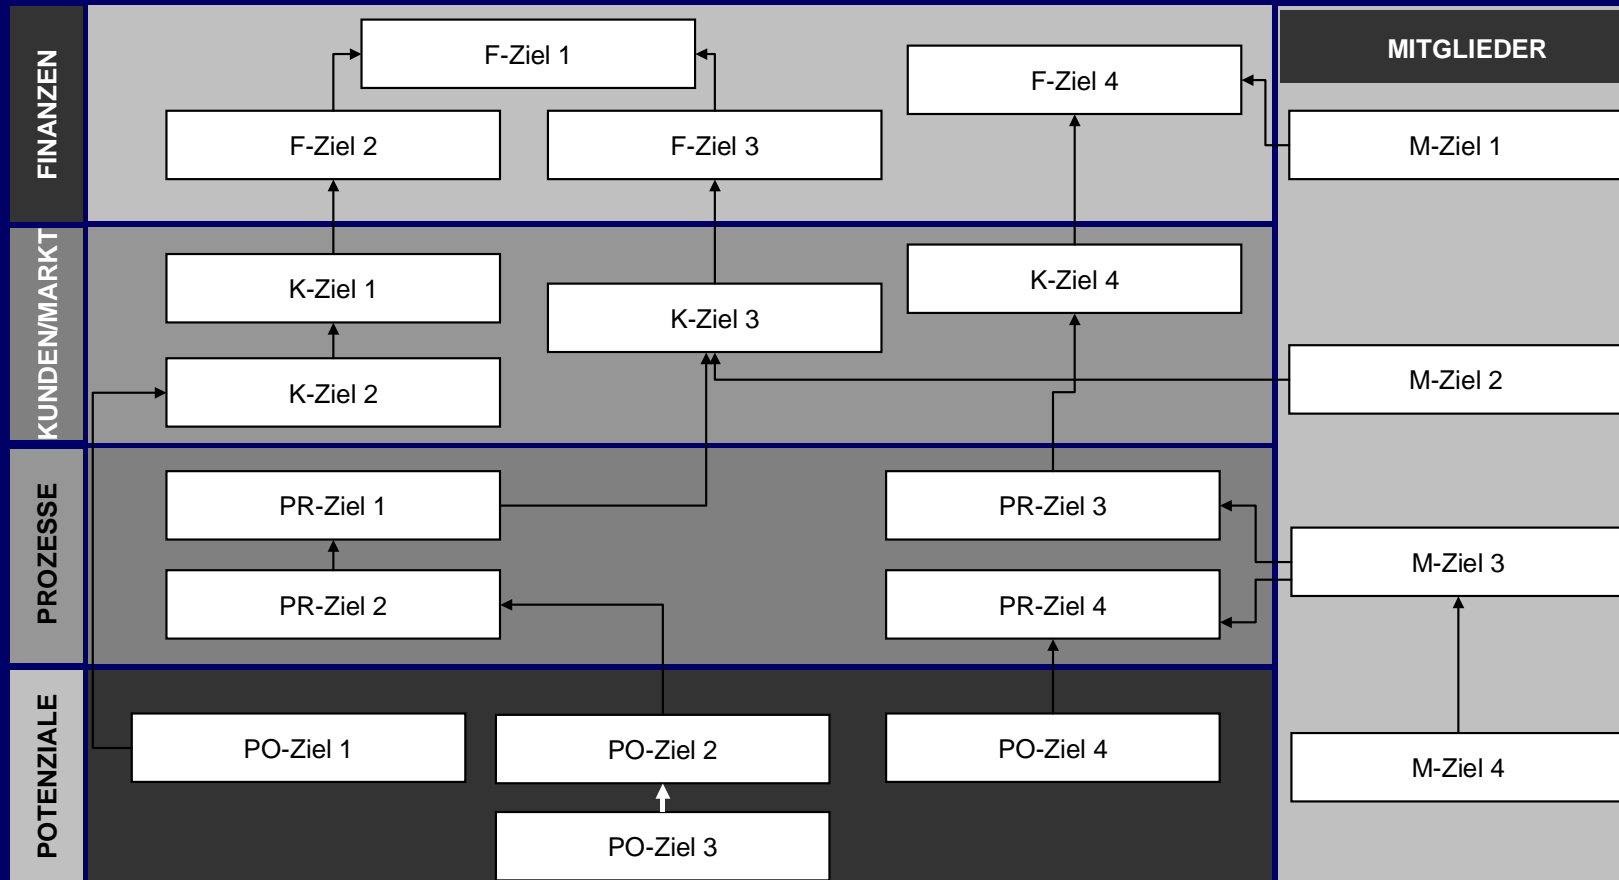 FINANZEN
F-Ziel 1
F-Ziel 4
MITGLIEDER
F-Ziel 2
F-Ziel 3
M-Ziel 1
KUNDEN/MARKT
K-Ziel 1
K-Ziel 3
K-Ziel 4
K-Ziel 2
M-Ziel 2
PROZESSE
PR-Ziel 1
PR-Ziel 3
M-Ziel 3
PR-Ziel 2
PR-Ziel 4
POTENZIALE
PO-Ziel 1
PO-Ziel 2
PO-Ziel 4
M-Ziel 4
PO-Ziel 3